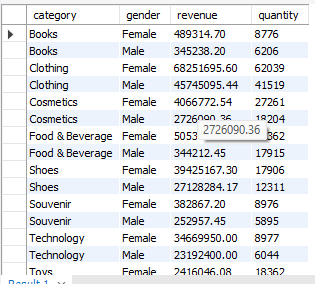 category gender revenue quantity
Books Female 489314.70 8776
Books Male 345238.20 6206
Clothing Female 68251695.60 62039
Clothing Male 45745095.44 41519
Cosmetics Female 4066772.54 27261
Cosmetics Male 2726090.36 18204
2726090.36
Food & Beverage Female 5053 362
Food & Beverage Male 344212.45 17915
Shoes Female 39425167.30 17906
Shoes Male 27128284.17 12311
Souvenir Female 382867.20 8976
Souvenir Male 252957.45 5895
Technology Female 34669950.00 8977
Technology Male 23192400.00 6044
Toys Female 2416046.08 18362
Result 1